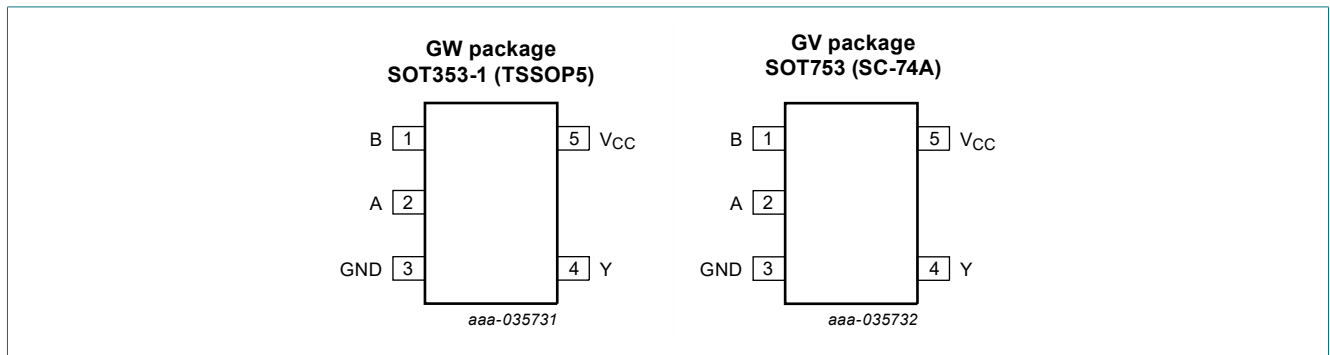 GW package
SOT353-1 (TSSOP5)
B 1
5 VCC
A 2
GND 3
4 Y
aaa-035731
GV package
SOT753 (SC-74A)
B 1
5 VCC
A 2
GND 3
4 Y
aaa-035732